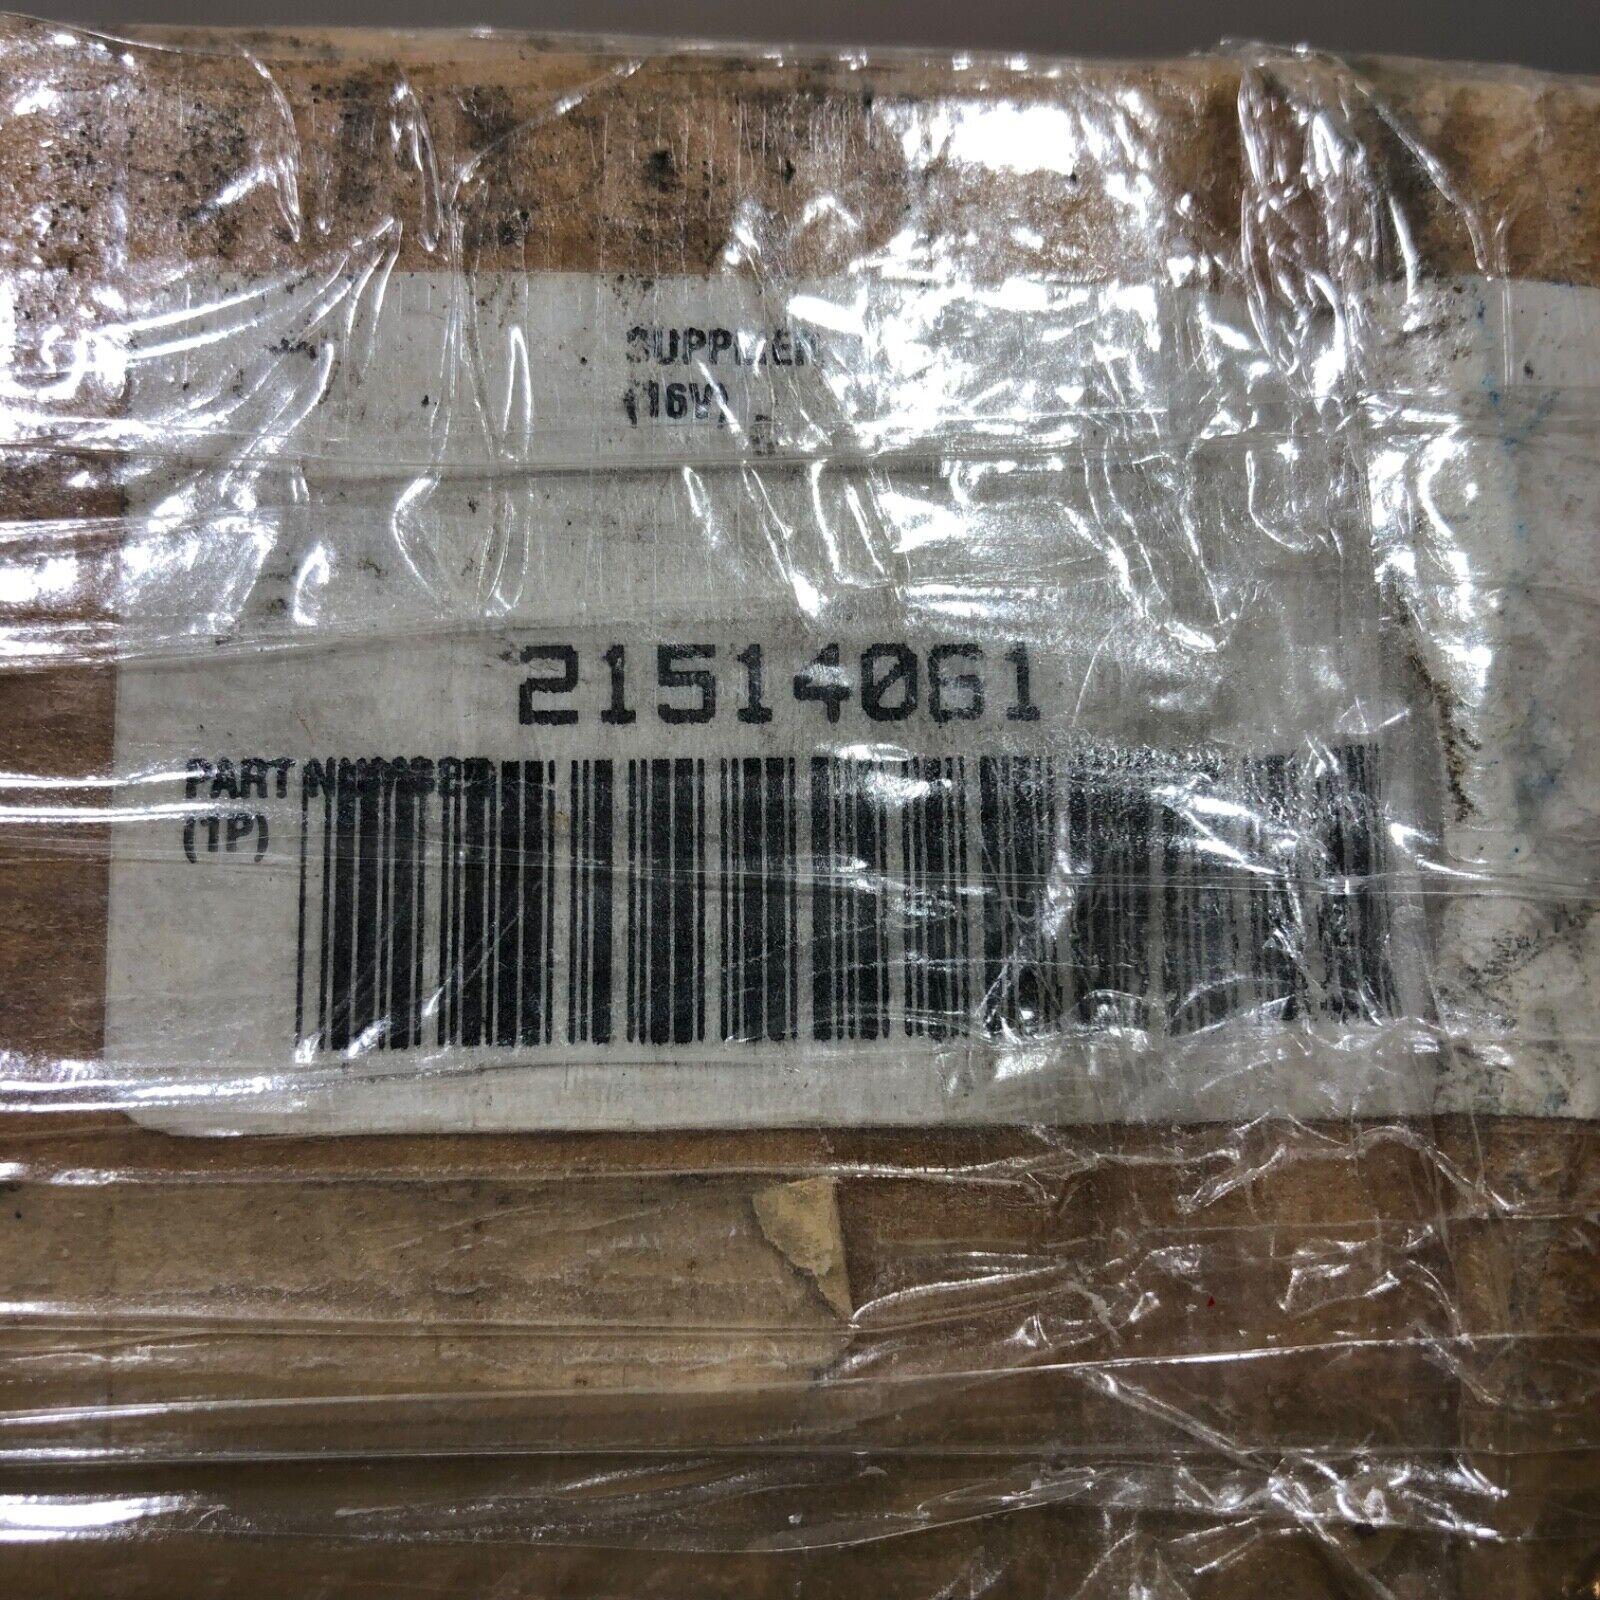 SUPPLIER
(16V)
21514061
PART NUMBER
(1P)